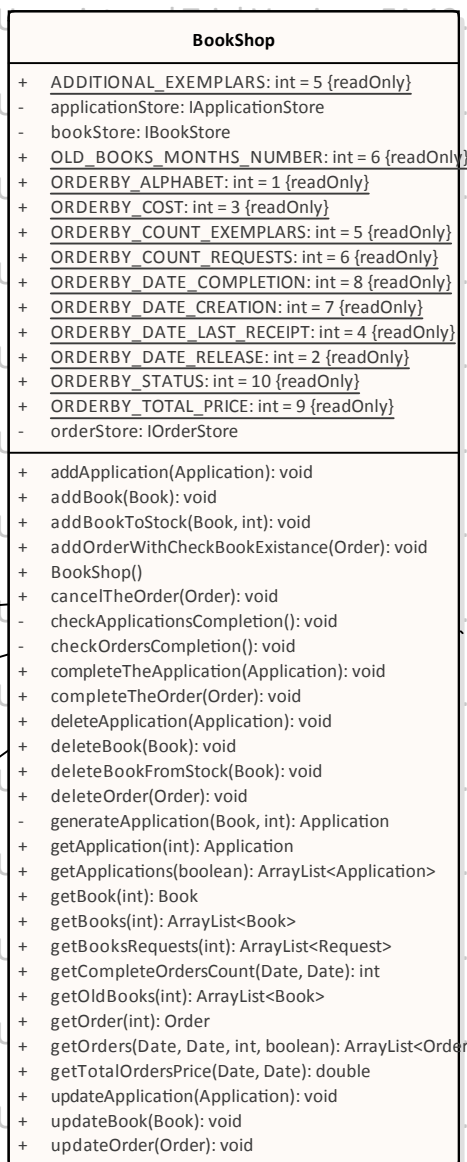 BookShop
+ ADDITIONAL_EXEMPLARS: int = 5 {readOnly}
- applicationStore: IApplicationStore
- bookStore: IBookStore
+ OLD_BOOKS_MONTHS_NUMBER: int = 6 {readOnly}
+ ORDERBY_ALPHABET: int = 1 {readOnly}
+ ORDERBY_COST: int = 3 {readOnly}
+ ORDERBY_COUNT_EXEMPLARS: int = 5 {readOnly}
+ ORDERBY_COUNT_REQUESTS: int = 6 {readOnly}
+ ORDERBY_DATE_COMPLETION: int = 8 {readOnly}
+ ORDERBY_DATE_CREATION: int = 7 {readOnly}
+ ORDERBY_DATE_LAST_RECEIPT: int = 4 {readOnly}
+ ORDERBY_DATE_RELEASE: int = 2 {readOnly}
+ ORDERBY_STATUS: int = 10 {readOnly}
+ ORDERBY_TOTAL_PRICE: int = 9 {readOnly}
- orderStore: IOrderStore
+ addApplication(Application): void
+ addBook(Book): void
+ addBookToStock(Book, int): void
+ addOrderWithCheckBookExistance(Order): void
+ BookShop()
+ cancelTheOrder(Order): void
- checkApplicationsCompletion(): void
- checkOrdersCompletion(): void
+ completeTheApplication(Application): void
+ completeTheOrder(Order): void
+ deleteApplication(Application): void
+ deleteBook(Book): void
+ deleteBookFromStock(Book): void
+ deleteOrder(Order): void
- generateApplication(Book, int): Application
+ getApplication(int): Application
+ getApplications(boolean): ArrayList<Application>
+ getBook(int): Book
+ getBooks(int): ArrayList<Book>
+ getBooksRequests(int): ArrayList<Request>
+ getCompleteOrdersCount(Date, Date): int
+ getOldBooks(int): ArrayList<Book>
+ getOrder(int): Order
+ getOrders(Date, Date, int, boolean): ArrayList<Order
+ getTotalOrdersPrice(Date, Date): double
+ updateApplication(Application): void
+ updateBook(Book): void
+ updateOrder(Order): void